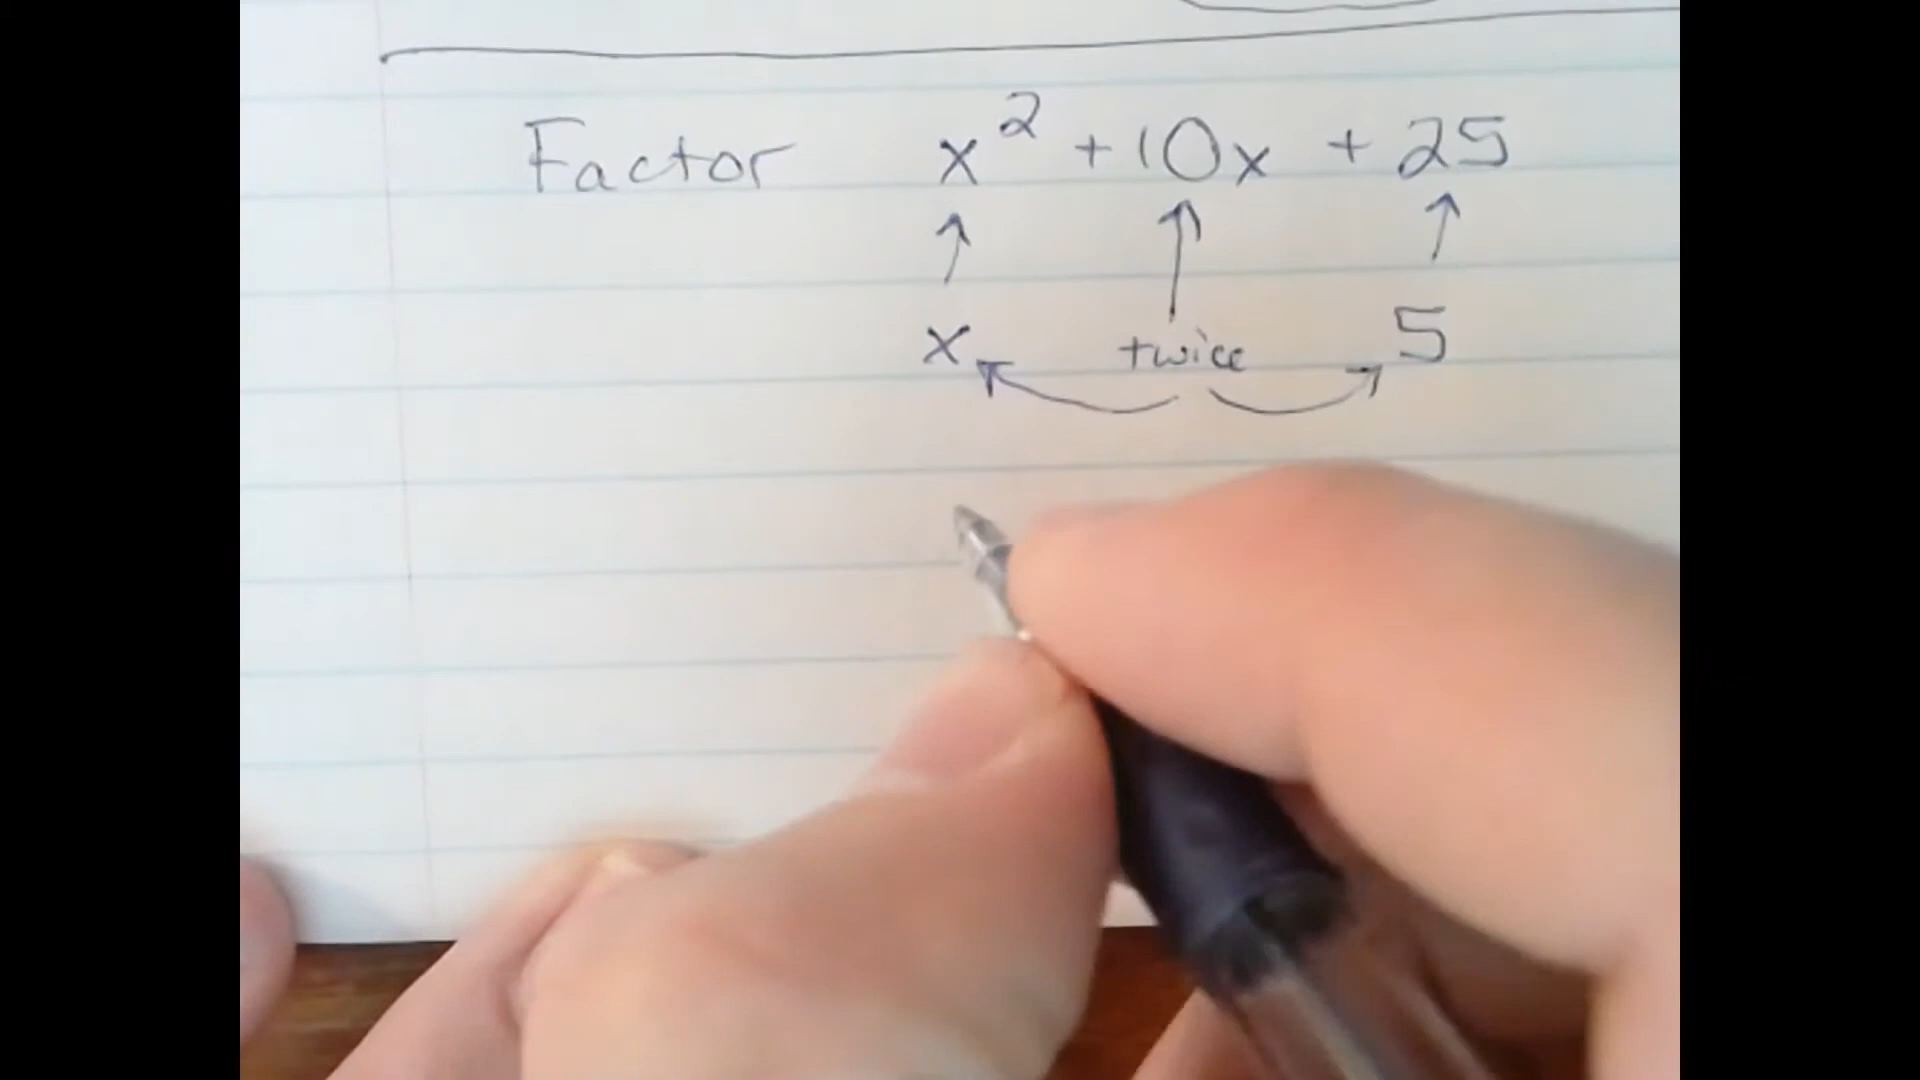 Factor x² + 10x + 25
↑ ↑ ↑
x twice 5